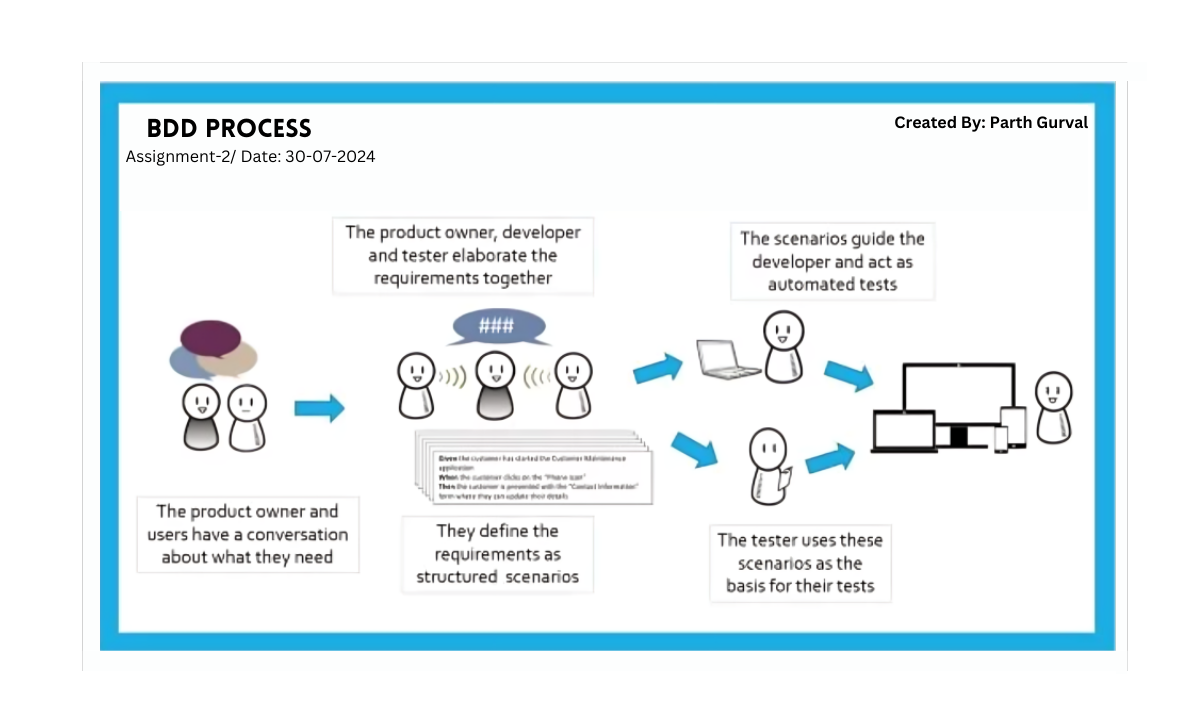 BDD PROCESS
Created By: Parth Gurval
Assignment-2/ Date: 30-07-2024
The product owner, developer
and tester elaborate the
requirements together
The scenarios guide the
developer and act as
automated tests
###
Given the customer has started the Customer Maintenance
application
When the customer clicks on the "Phone icon"
Then the customer is presented with the "Contact Information"
form where they can update their details
The product owner and
users have a conversation
about what they need
They define the
requirements as
structured scenarios
The tester uses these
scenarios as the
basis for their tests